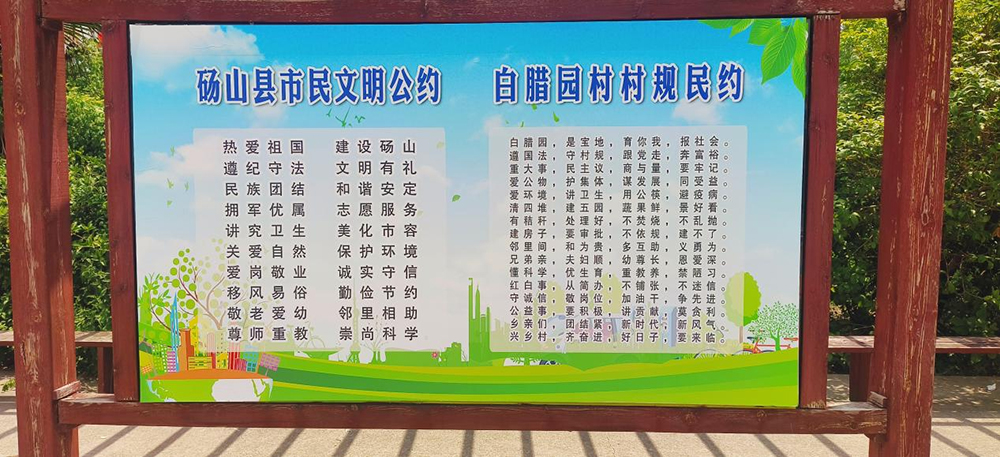 砀山县市民文明公约
热爱祖国 建设砀山
遵纪守法 文明有礼
民族团结 和谐安定
拥军优属 志愿服务
讲究卫生 美化市容
关爱自然 保护环境
爱岗敬业 诚实守信
移风易俗 勤俭节约
敬老爱幼 邻里相助
尊师重教 崇尚科学
白腊园村村规民约
白腊园，是宝地，育你我，报社会。
遵国法，守村规，跟党走，奔富裕。
重大事，民主议，商与量，要牢记。
爱公物，护集体，谋发展，同受益。
爱环境，讲卫生，用公筷，避疫病。
清四堆，建五园，蔬果鲜，景好看。
有秸秆，处理好，不焚烧，不乱抛。
建房子，要审批，不依规，建不了。
邻里间，和为贵，多互助，义勇为。
兄弟亲，夫妇顺，幼尊长，恩爱深。
懂科学，优生育，重教养，禁陋习。
红白事，从简办，不铺张，不迷信。
守诚信，敬岗位，加油干，争先进。
公益事，要积极，讲贡献，莫贪利。
乡亲们，团结紧，新时代，新风气。
兴乡村，齐奋进，好日子，要来临。